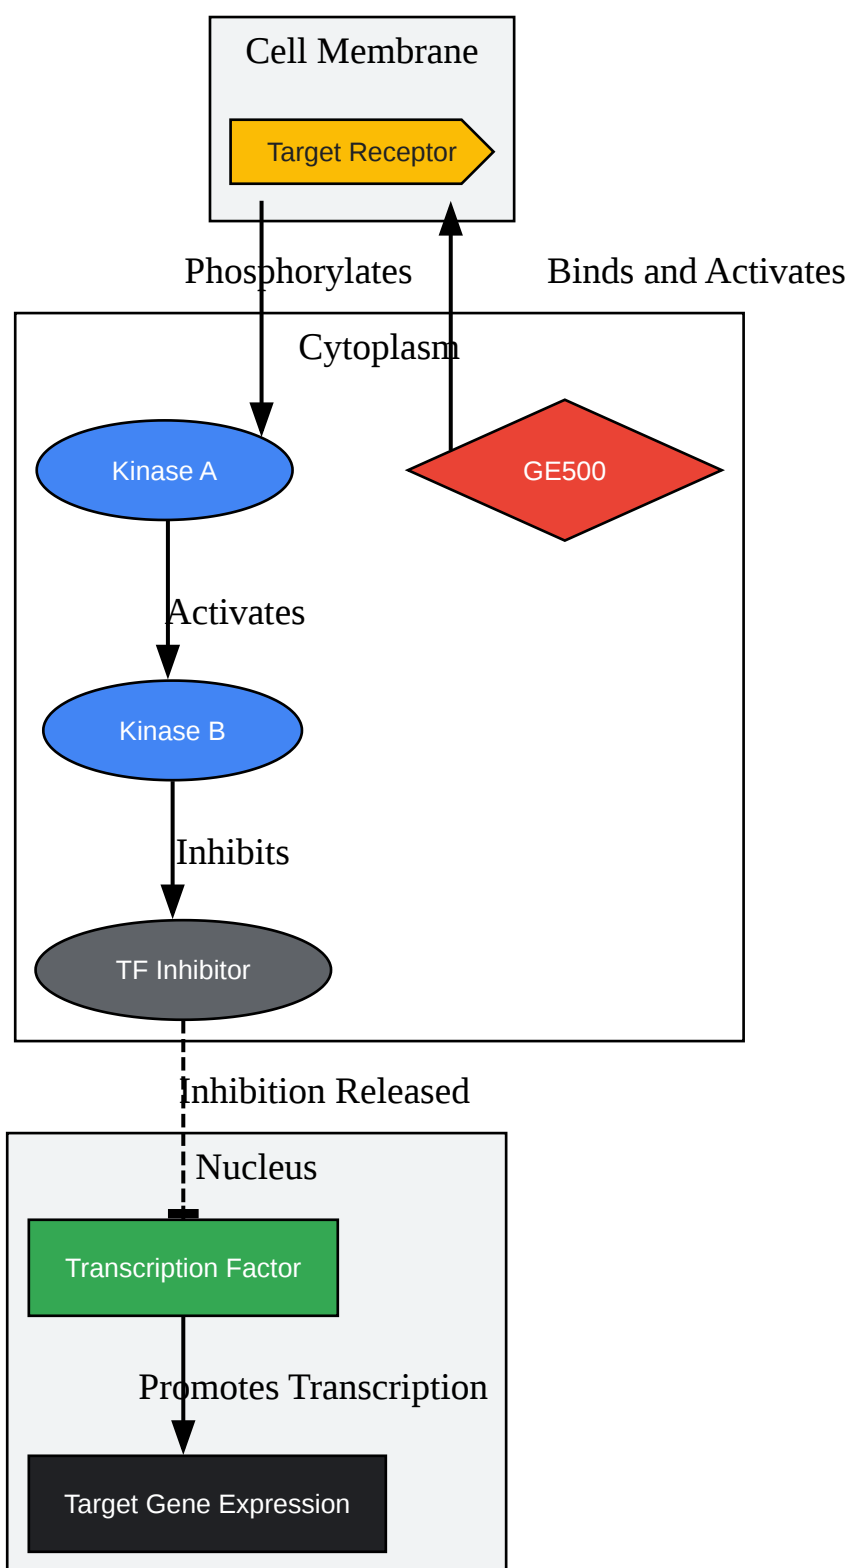 Cell Membrane
Target Receptor
Phosphorylates
Binds and Activates
Cytoplasm
Kinase A
GE500
Activates
Kinase B
Inhibits
TF Inhibitor
Inhibition Released
Nucleus
Transcription Factor
Promotes Transcription
Target Gene Expression